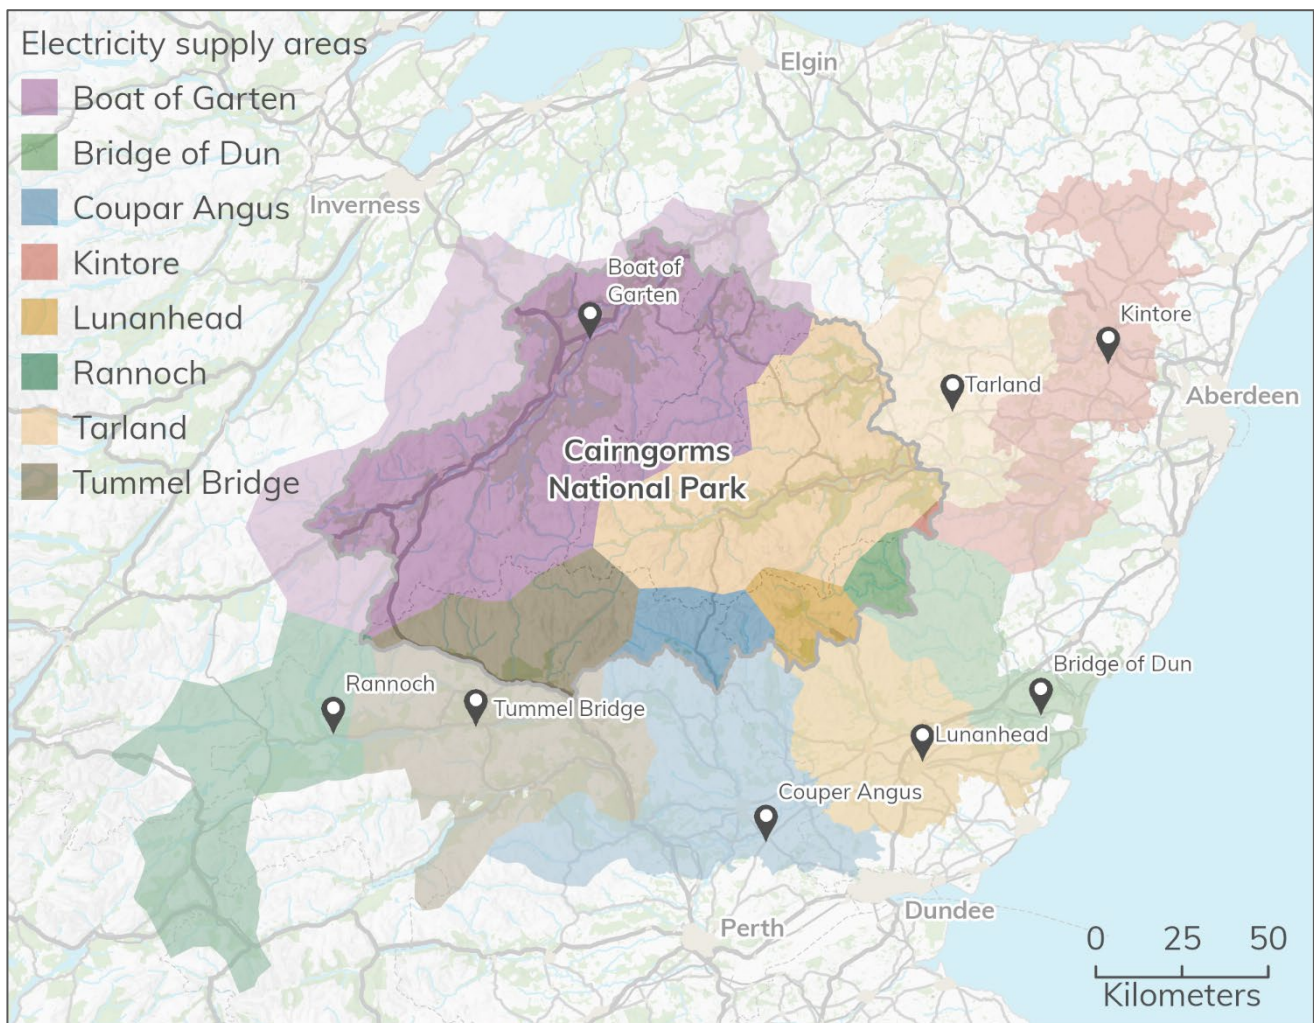 Electricity supply areas
Boat of Garten
Bridge of Dun
Coupar Angus
Kintore
Lunanhead
Rannoch
Tarland
Tummel Bridge
Elgin
Inverness
Boat of
Garten
Kintore
Tarland
Aberdeen
Cairngorms
National Park
Bridge of Dun
Rannoch
Tummel Bridge
Lunanhead
Couper Angus
Dundee
Perth
0 25 50
Kilometers